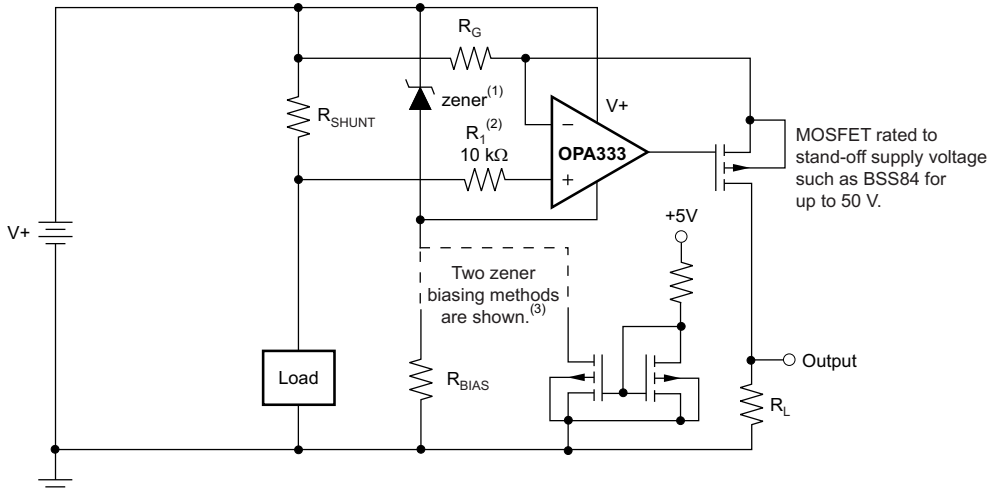 R_G
zener(1)
V+
R_SHUNT
R_1(2)
10 kΩ
−
OPA333
+
MOSFET rated to
stand-off supply voltage
such as BSS84 for
up to 50 V.
+5V
V+
Two zener
biasing methods
are shown.(3)
Output
Load
R_BIAS
R_L